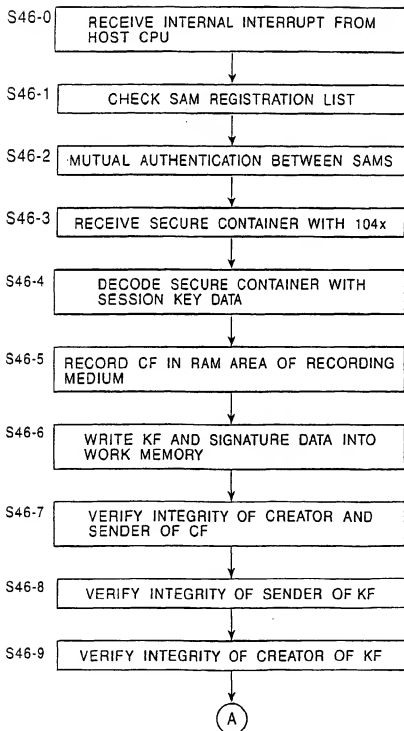 S46-0
RECEIVE INTERNAL INTERRUPT FROM
HOST CPU
S46-1
CHECK SAM REGISTRATION LIST
S46-2
MUTUAL AUTHENTICATION BETWEEN SAMS
S46-3
RECEIVE SECURE CONTAINER WITH 104x
S46-4
DECODE SECURE CONTAINER WITH
SESSION KEY DATA
S46-5
RECORD CF IN RAM AREA OF RECORDING
MEDIUM
S46-6
WRITE KF AND SIGNATURE DATA INTO
WORK MEMORY
S46-7
VERIFY INTEGRITY OF CREATOR AND
SENDER OF CF
S46-8
VERIFY INTEGRITY OF SENDER OF KF
S46-9
VERIFY INTEGRITY OF CREATOR OF KF
A